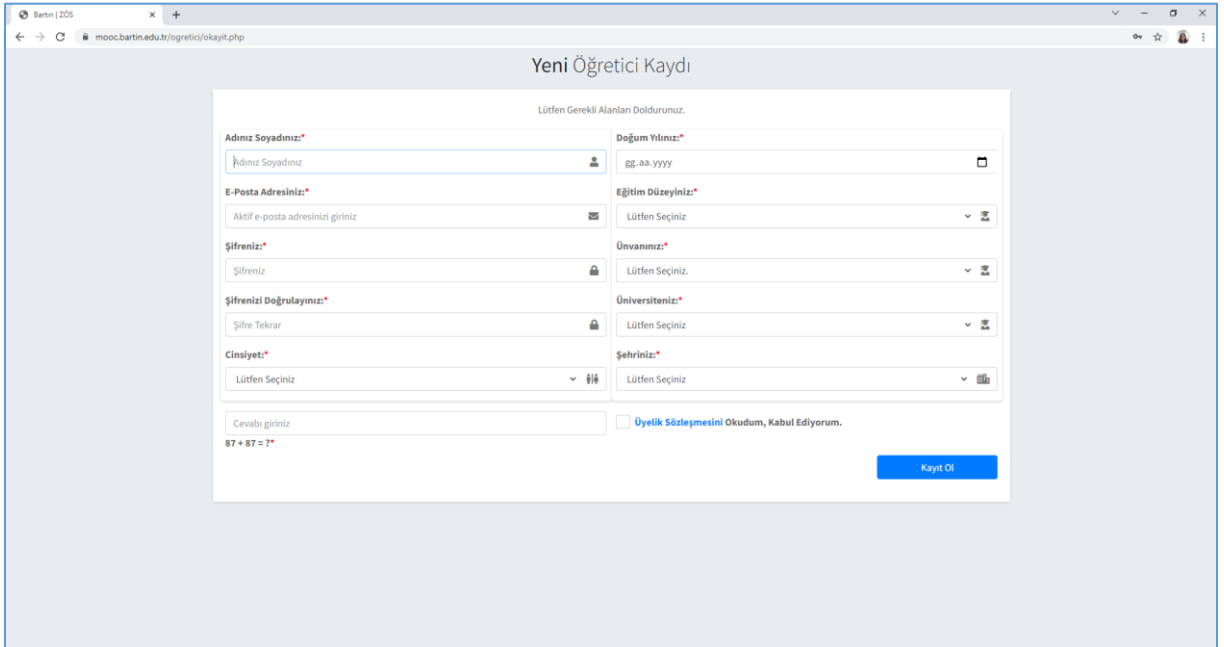 Bartın | ZÖS
mooc.bartin.edu.tr/ogretici/okayit.php
Yeni Öğretici Kaydı
Lütfen Gerekli Alanları Doldurunuz.
Adınız Soyadınız:*
Adınız Soyadınız
E-Posta Adresiniz:*
Aktif e-posta adresinizi giriniz
Şifreniz:*
Şifreniz
Şifrenizi Doğrulayınız:*
Şifre Tekrar
Cinsiyet:*
Lütfen Seçiniz
Doğum Yılınız:*
gg.aa.yyyy
Eğitim Düzeyiniz:*
Lütfen Seçiniz
Ünvanınız:*
Lütfen Seçiniz.
Üniversiteniz:*
Lütfen Seçiniz
Şehriniz:*
Lütfen Seçiniz
Cevabı giriniz
87 + 87 = ?*
Üyelik Sözleşmesini Okudum, Kabul Ediyorum.
Kayıt Ol